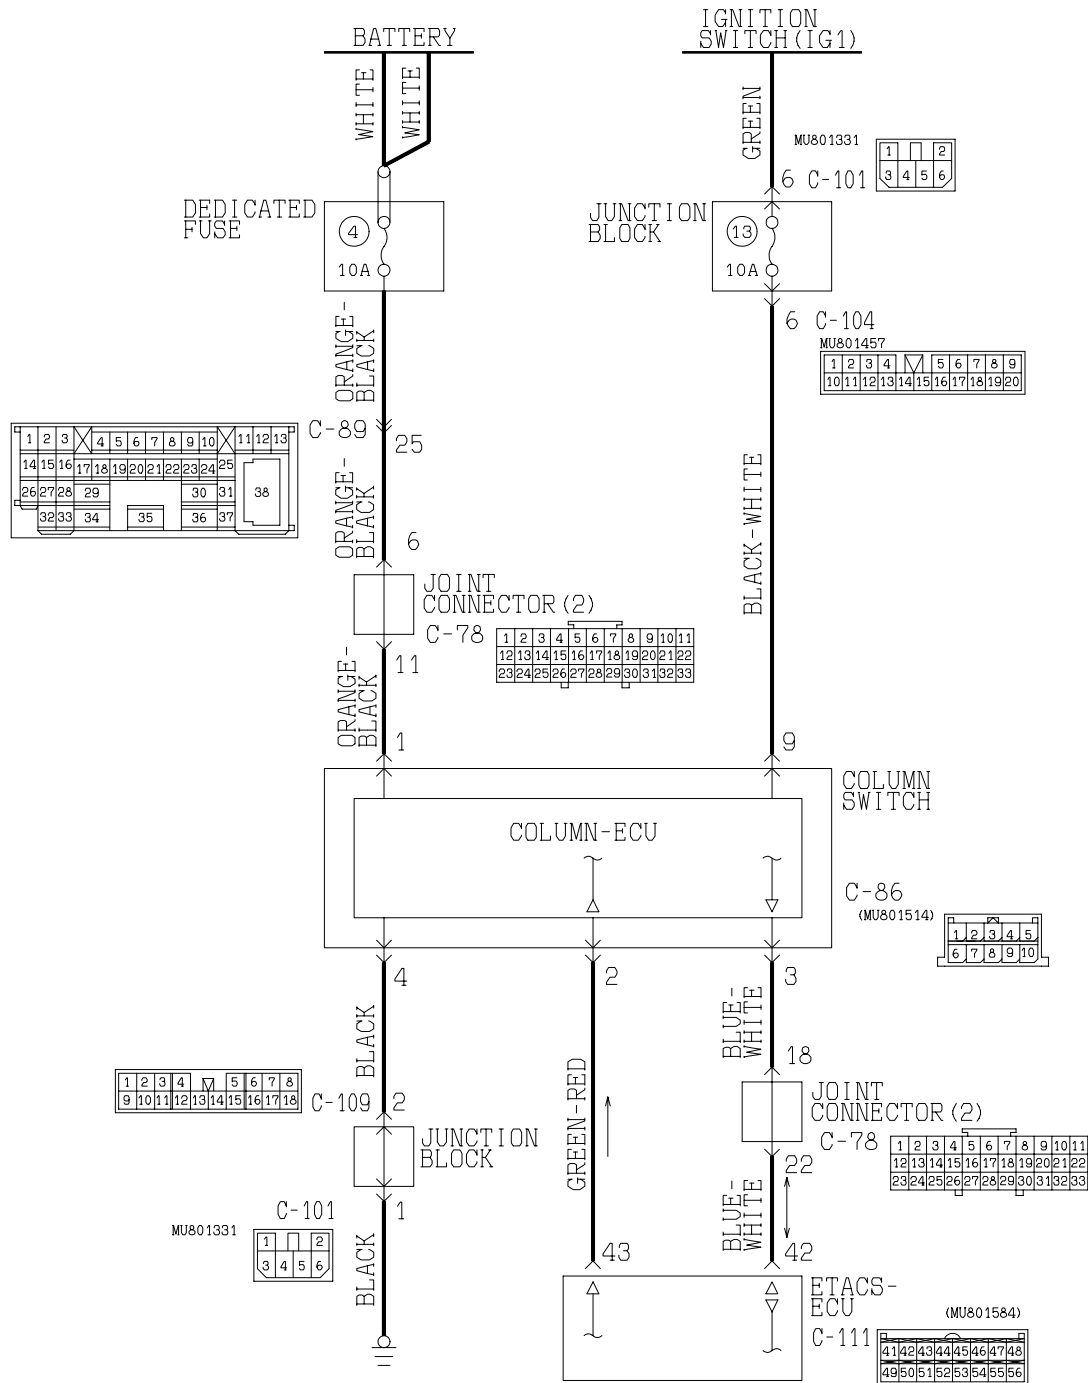 BATTERY
IGNITION
SWITCH(IG1)
WHITE
WHITE
GREEN
MU801331
1 2
3 4 5 6
6 C-101
DEDICATED
FUSE
4
10A
JUNCTION
BLOCK
13
10A
6 C-104
MU801457
1 2 3 4 5 6 7 8 9
10 11 12 13 14 15 16 17 18 19 20
ORANGE-
BLACK
C-89
25
1 2 3 4 5 6 7 8 9 10 11 12 13
14 15 16 17 18 19 20 21 22 23 24 25
26 27 28 29 30 31 38
32 33 34 35 36 37
ORANGE-
BLACK
6
BLACK-WHITE
JOINT
CONNECTOR(2)
C-78
1 2 3 4 5 6 7 8 9 10 11
12 13 14 15 16 17 18 19 20 21 22
23 24 25 26 27 28 29 30 31 32 33
11
ORANGE-
BLACK
1
9
COLUMN
SWITCH
COLUMN-ECU
C-86
(MU801514)
1 2 3 4 5
6 7 8 9 10
4
2
3
BLACK
BLUE-
WHITE
18
1 2 3 4 5 6 7 8
9 10 11 12 13 14 15 16 17 18
C-109
2
GREEN-RED
JOINT
CONNECTOR(2)
C-78
1 2 3 4 5 6 7 8 9 10 11
12 13 14 15 16 17 18 19 20 21 22
23 24 25 26 27 28 29 30 31 32 33
JUNCTION
BLOCK
22
C-101
1
MU801331
1 2
3 4 5 6
BLACK
BLUE-
WHITE
43
42
ETACS-
ECU
C-111
(MU801584)
41 42 43 44 45 46 47 48
49 50 51 52 53 54 55 56